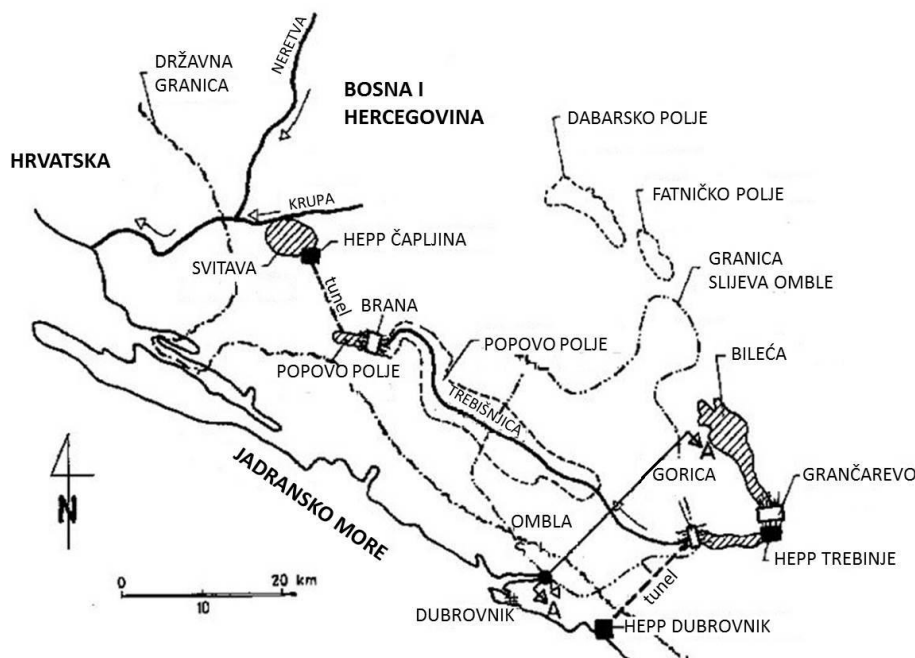 DRŽAVNA
GRANICA
NERETVA
BOSNA I
HERCEGOVINA
DABARSKO POLJE
HRVATSKA
FATNIČKO POLJE
KRUPA
HEPP ČAPLJINA
SVITAVA
GRANICA
SLIJEVA OMBLE
tunel
BRANA
POPOVO POLJE
POPOVO POLJE
BILEĆA
TREBIŠNJICA
JADRANSKO MORE
GORICA
GRANČAREVO
N
OMBLA
HEPP TREBINJE
0 20 km
10
tunel
DUBROVNIK
HEPP DUBROVNIK